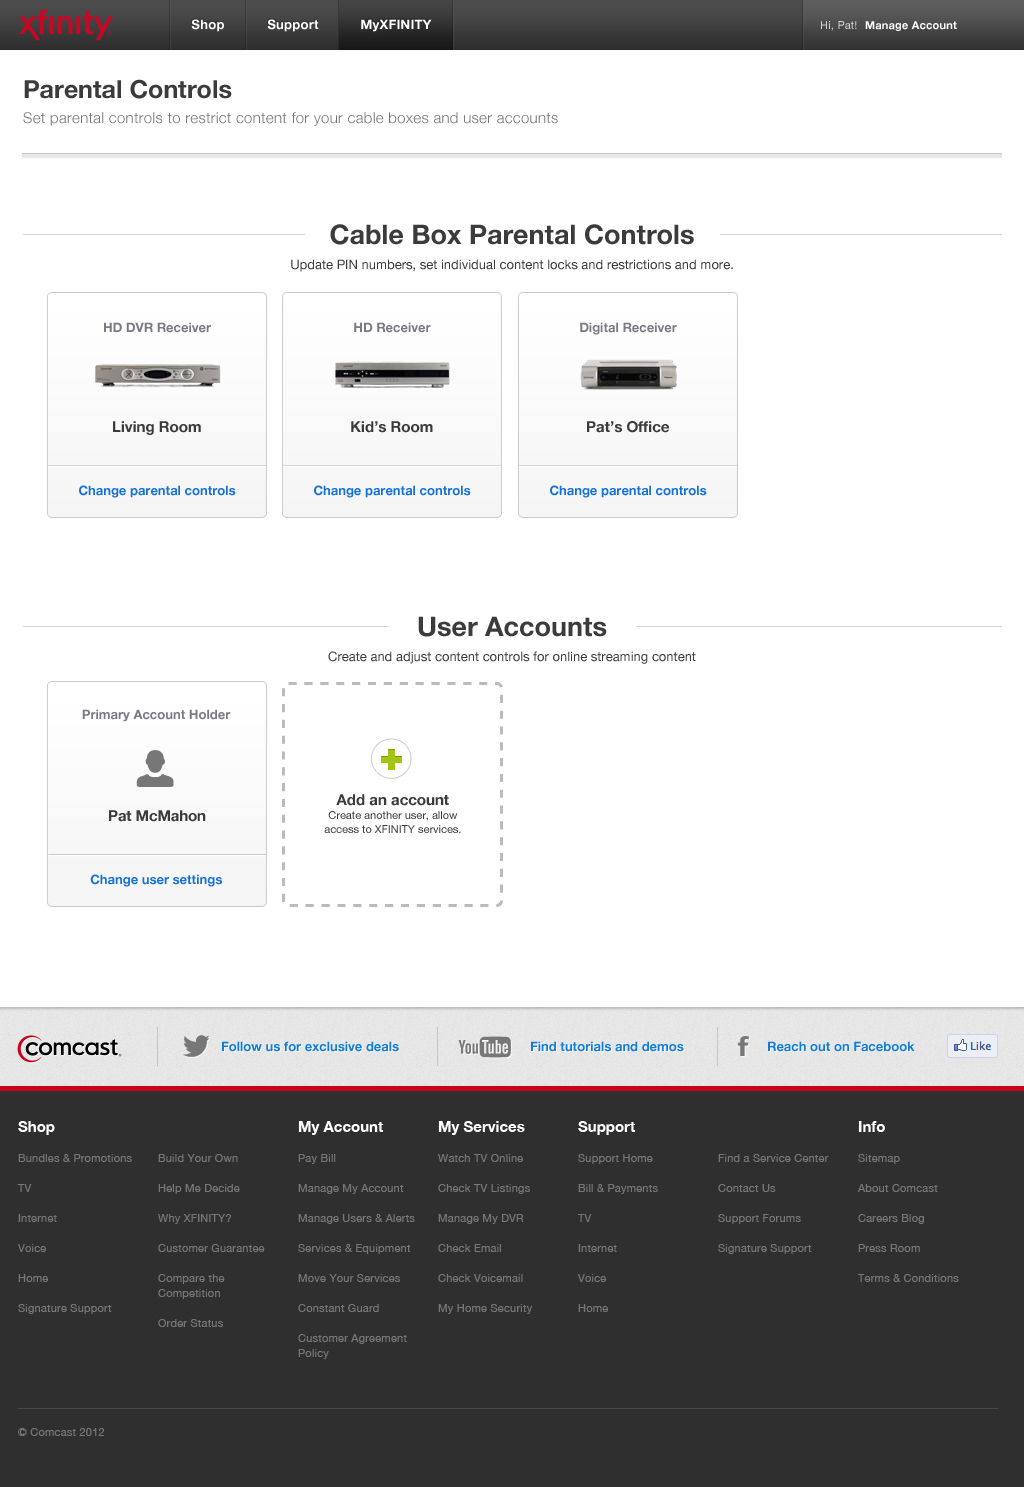 xfinity
Shop
Support
MyXFINITY
Hi, Pat! Manage Account
Parental Controls
Set parental controls to restrict content for your cable boxes and user accounts
Cable Box Parental Controls
Update PIN numbers, set individual content locks and restrictions and more.
HD DVR Receiver
Living Room
Change parental controls
HD Receiver
Kid’s Room
Change parental controls
Digital Receiver
Pat’s Office
Change parental controls
User Accounts
Create and adjust content controls for online streaming content
Primary Account Holder
Pat McMahon
Change user settings
Add an account
Create another user, allow
access to XFINITY services.
Comcast.
Follow us for exclusive deals
YouTube
Find tutorials and demos
f
Reach out on Facebook
Like
Shop
Bundles & Promotions
TV
Internet
Voice
Home
Signature Support
Build Your Own
Help Me Decide
Why XFINITY?
Customer Guarantee
Compare the
Competition
Order Status
My Account
Pay Bill
Manage My Account
Manage Users & Alerts
Services & Equipment
Move Your Services
Constant Guard
Customer Agreement
Policy
My Services
Watch TV Online
Check TV Listings
Manage My DVR
Check Email
Check Voicemail
My Home Security
Support
Support Home
Bill & Payments
TV
Internet
Voice
Home
Find a Service Center
Contact Us
Support Forums
Signature Support
Info
Sitemap
About Comcast
Careers Blog
Press Room
Terms & Conditions
© Comcast 2012